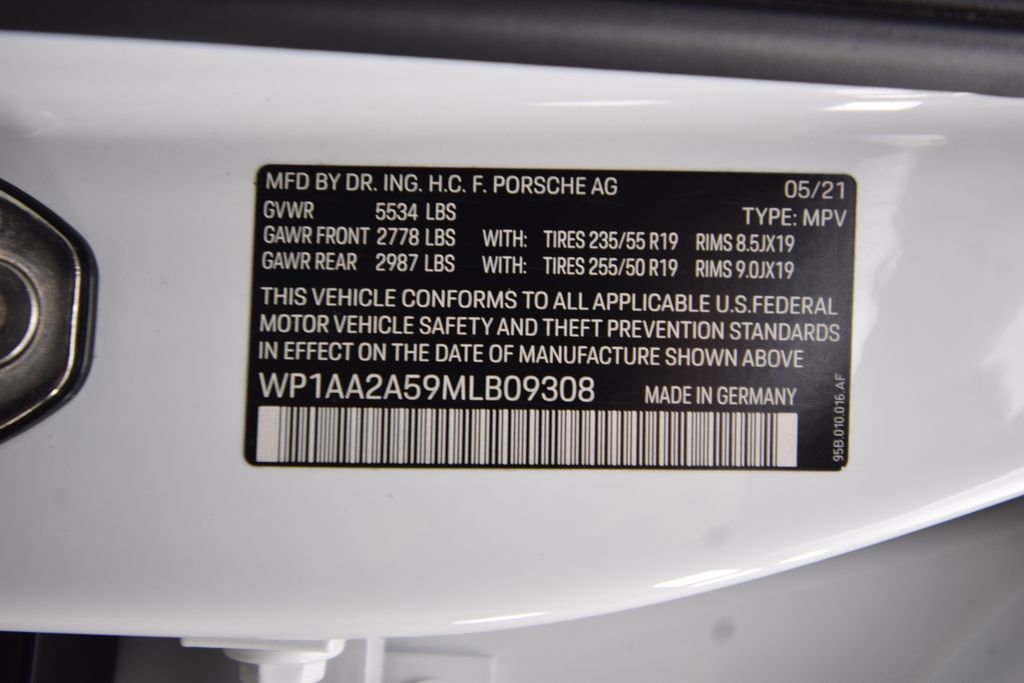 MFD BY DR. ING. H.C. F. PORSCHE AG 05/21
GVWR 5534 LBS TYPE: MPV
GAWR FRONT 2778 LBS WITH: TIRES 235/55 R19 RIMS 8.5JX19
GAWR REAR 2987 LBS WITH: TIRES 255/50 R19 RIMS 9.0JX19
THIS VEHICLE CONFORMS TO ALL APPLICABLE U.S.FEDERAL
MOTOR VEHICLE SAFETY AND THEFT PREVENTION STANDARDS
IN EFFECT ON THE DATE OF MANUFACTURE SHOWN ABOVE
WP1AA2A59MLB09308 MADE IN GERMANY
95B.010.016.AF